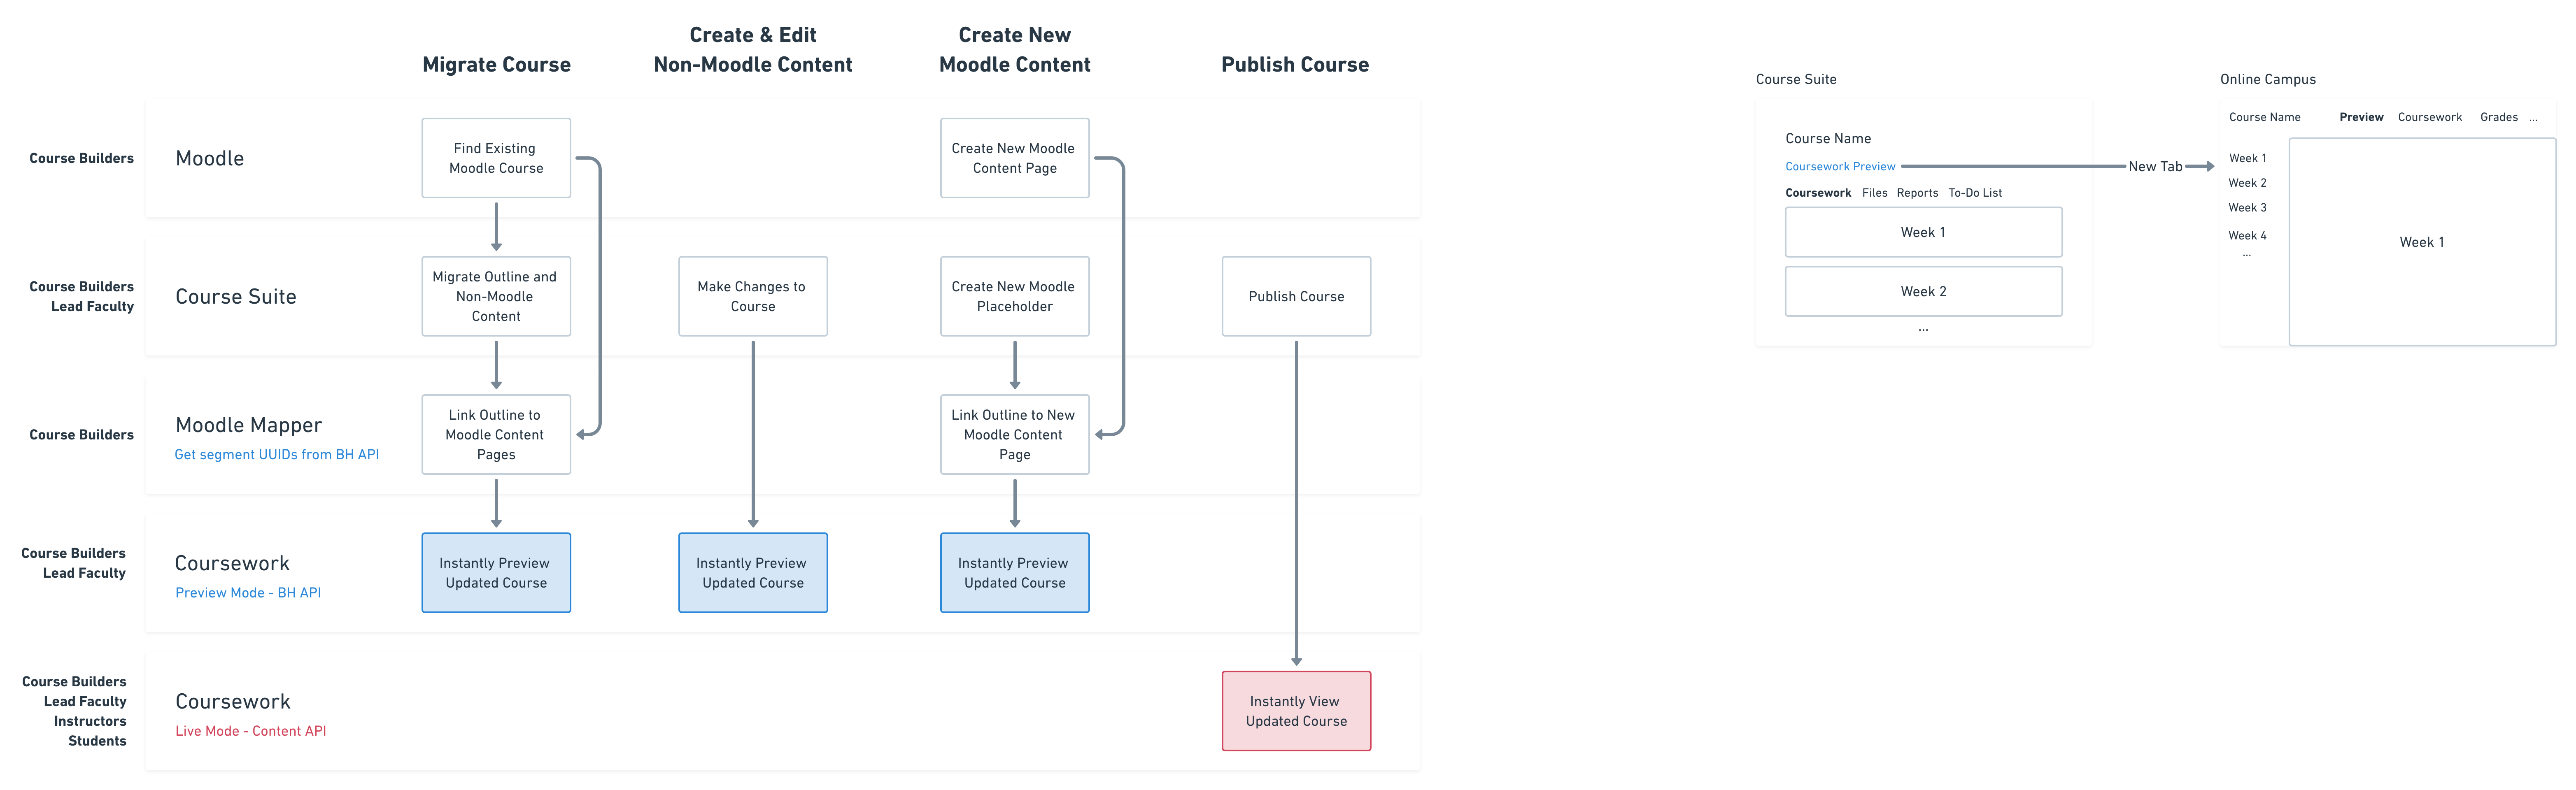 Migrate Course
Create & Edit
Non-Moodle Content
Create New
Moodle Content
Publish Course
Course Builders
Moodle
Find Existing
Moodle Course
Create New Moodle
Content Page
Course Builders
Lead Faculty
Course Suite
Migrate Outline and
Non-Moodle
Content
Make Changes to
Course
Create New Moodle
Placeholder
Publish Course
Course Builders
Moodle Mapper
Get segment UUIDs from BH API
Link Outline to
Moodle Content
Pages
Link Outline to New
Moodle Content
Page
Course Builders
Lead Faculty
Coursework
Preview Mode - BH API
Instantly Preview
Updated Course
Instantly Preview
Updated Course
Instantly Preview
Updated Course
Course Builders
Lead Faculty
Instructors
Students
Coursework
Live Mode - Content API
Instantly View
Updated Course
Course Suite
Course Name
Coursework Preview
New Tab
Coursework Files Reports To-Do List
Week 1
Week 2
...
Online Campus
Course Name Preview Coursework Grades ...
Week 1
Week 2
Week 3
Week 4
...
Week 1